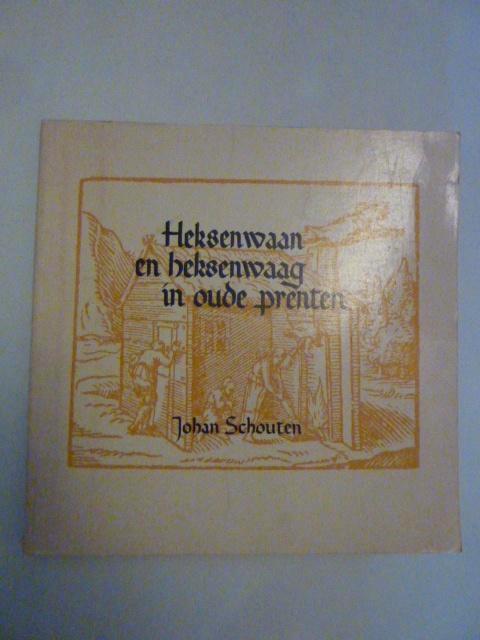 Heksenwaan
en heksenwaag
in oude prenten
Johan Schouten